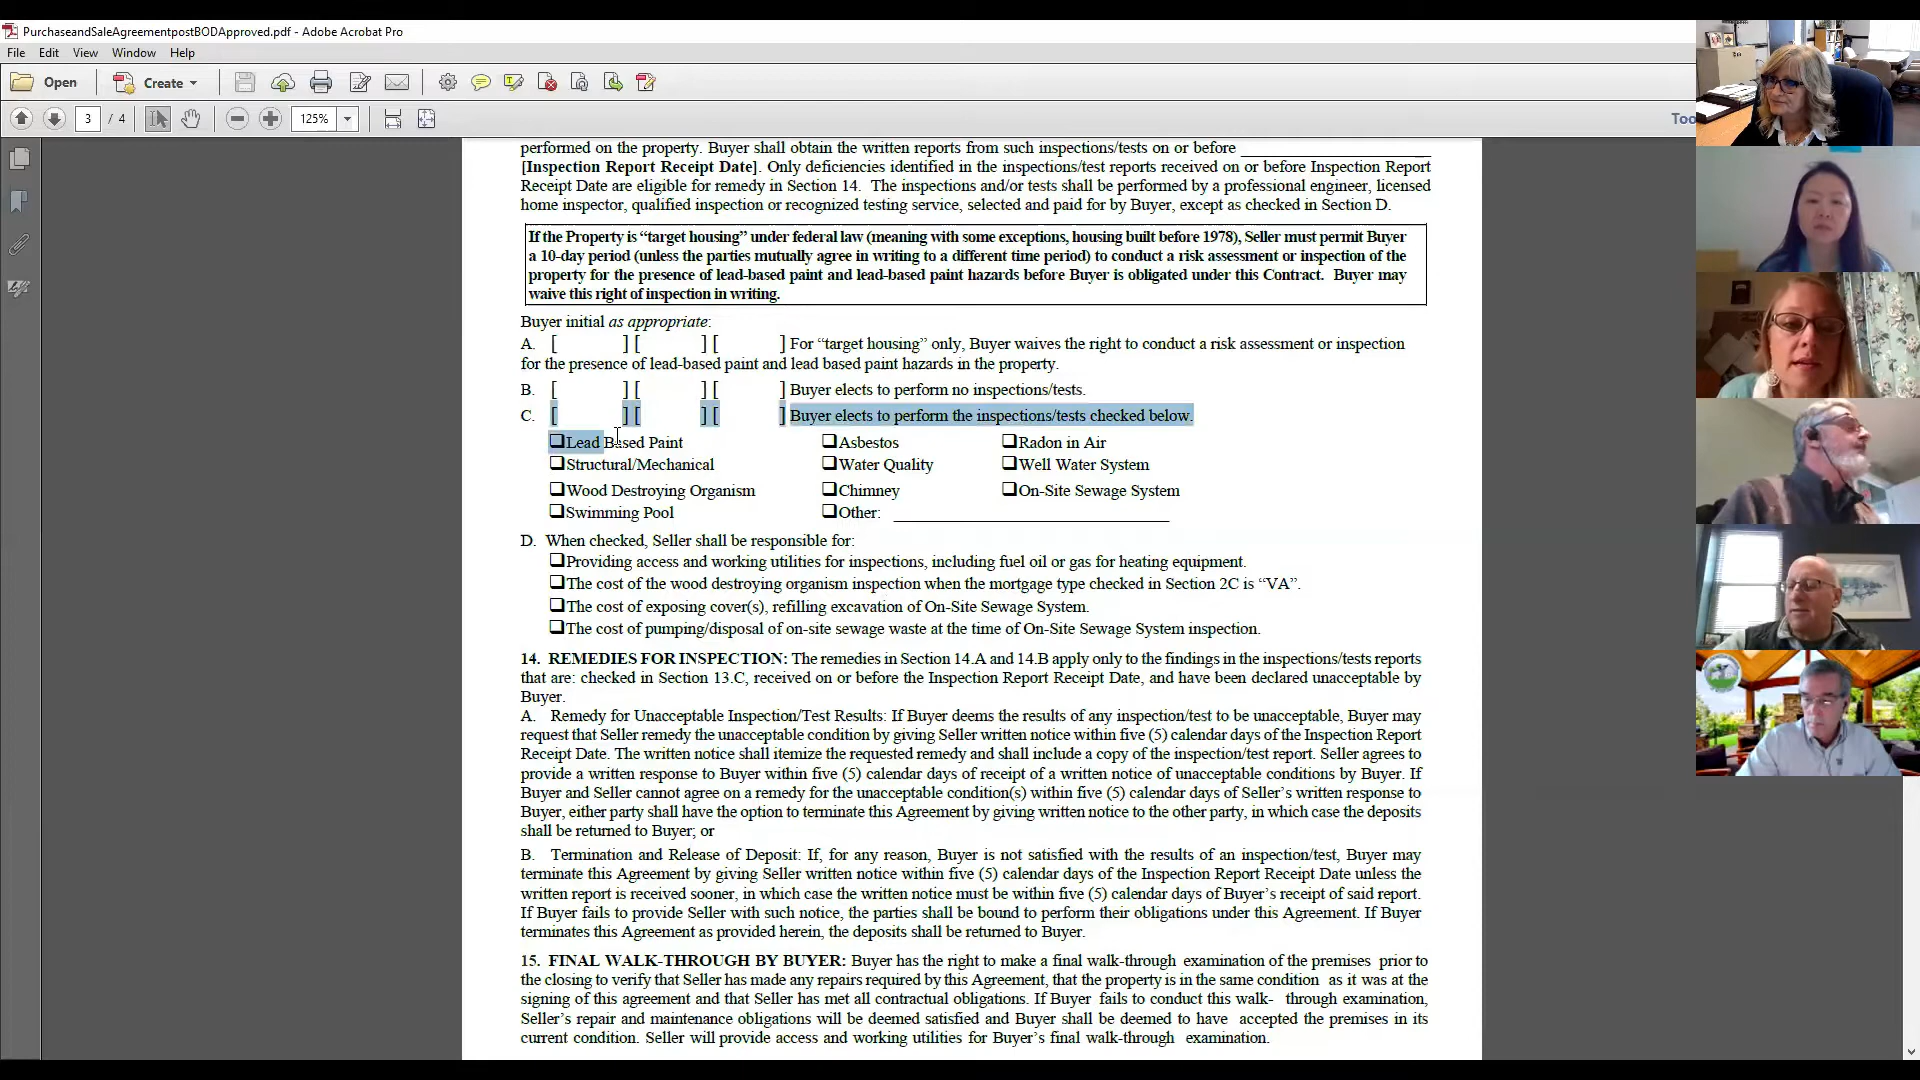 PurchaseandSaleAgreementpostBODApproved.pdf - Adobe Acrobat Pro
File Edit View Window Help
Open Create
3 / 4 125% Too
performed on the property. Buyer shall obtain the written reports from such inspections/tests on or before ____________
[Inspection Report Receipt Date]. Only deficiencies identified in the inspections/test reports received on or before Inspection Report
Receipt Date are eligible for remedy in Section 14. The inspections and/or tests shall be performed by a professional engineer, licensed
home inspector, qualified inspection or recognized testing service, selected and paid for by Buyer, except as checked in Section D.
If the Property is “target housing” under federal law (meaning with some exceptions, housing built before 1978), Seller must permit Buyer
a 10-day period (unless the parties mutually agree in writing to a different time period) to conduct a risk assessment or inspection of the
property for the presence of lead-based paint and lead-based paint hazards before Buyer is obligated under this Contract. Buyer may
waive this right of inspection in writing.
Buyer initial as appropriate:
A. [ ] [ ] [ ] For “target housing” only, Buyer waives the right to conduct a risk assessment or inspection
for the presence of lead-based paint and lead based paint hazards in the property.
B. [ ] [ ] [ ] Buyer elects to perform no inspections/tests.
C. [ ] [ ] [ ] Buyer elects to perform the inspections/tests checked below.
❑Lead Based Paint ❑Asbestos ❑Radon in Air
❑Structural/Mechanical ❑Water Quality ❑Well Water System
❑Wood Destroying Organism ❑Chimney ❑On-Site Sewage System
❑Swimming Pool ❑Other: ____________
D. When checked, Seller shall be responsible for:
❑Providing access and working utilities for inspections, including fuel oil or gas for heating equipment.
❑The cost of the wood destroying organism inspection when the mortgage type checked in Section 2C is “VA”.
❑The cost of exposing cover(s), refilling excavation of On-Site Sewage System.
❑The cost of pumping/disposal of on-site sewage waste at the time of On-Site Sewage System inspection.
14. REMEDIES FOR INSPECTION: The remedies in Section 14.A and 14.B apply only to the findings in the inspections/tests reports
that are: checked in Section 13.C, received on or before the Inspection Report Receipt Date, and have been declared unacceptable by
Buyer.
A. Remedy for Unacceptable Inspection/Test Results: If Buyer deems the results of any inspection/test to be unacceptable, Buyer may
request that Seller remedy the unacceptable condition by giving Seller written notice within five (5) calendar days of the Inspection Report
Receipt Date. The written notice shall itemize the requested remedy and shall include a copy of the inspection/test report. Seller agrees to
provide a written response to Buyer within five (5) calendar days of receipt of a written notice of unacceptable conditions by Buyer. If
Buyer and Seller cannot agree on a remedy for the unacceptable condition(s) within five (5) calendar days of Seller’s written response to
Buyer, either party shall have the option to terminate this Agreement by giving written notice to the other party, in which case the deposits
shall be returned to Buyer; or
B. Termination and Release of Deposit: If, for any reason, Buyer is not satisfied with the results of an inspection/test, Buyer may
terminate this Agreement by giving Seller written notice within five (5) calendar days of the Inspection Report Receipt Date unless the
written report is received sooner, in which case the written notice must be within five (5) calendar days of Buyer’s receipt of said report.
If Buyer fails to provide Seller with such notice, the parties shall be bound to perform their obligations under this Agreement. If Buyer
terminates this Agreement as provided herein, the deposits shall be returned to Buyer.
15. FINAL WALK-THROUGH BY BUYER: Buyer has the right to make a final walk-through examination of the premises prior to
the closing to verify that Seller has made any repairs required by this Agreement, that the property is in the same condition as it was at the
signing of this agreement and that Seller has met all contractual obligations. If Buyer fails to conduct this walk- through examination,
Seller’s repair and maintenance obligations will be deemed satisfied and Buyer shall be deemed to have accepted the premises in its
current condition. Seller will provide access and working utilities for Buyer’s final walk-through examination.